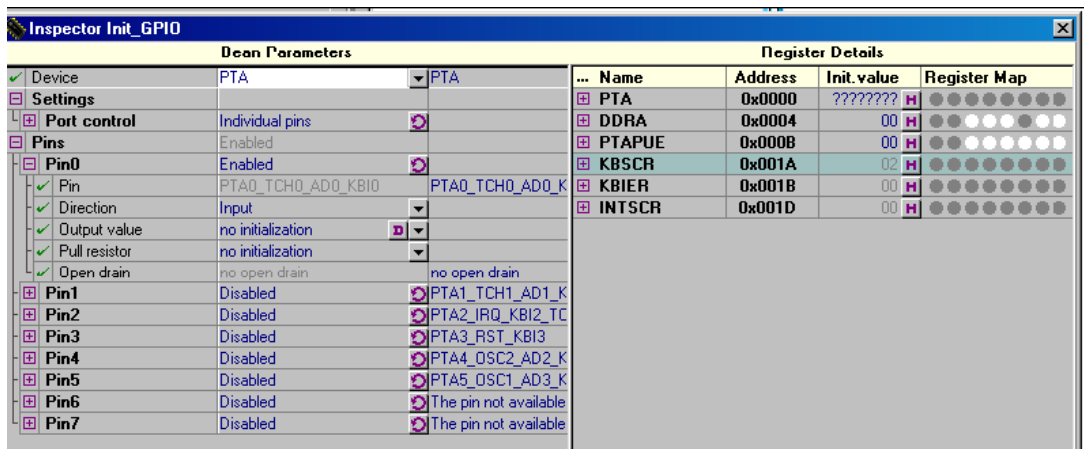 Inspector Init_GPIO
Bean Parameters
Register Details
Device PTA PTA
... Name Address Init.value Register Map
Settings
PTA 0x0000 ???????? H
Port control Individual pins
DDRA 0x0004 00 H
Pins Enabled
PTAPUE 0x000B 00 H
Pin0 Enabled
KBSCR 0x001A 02 H
Pin PTA0_TCH0_AD0_KBI0 PTA0_TCH0_AD0_K
KBIER 0x001B 00 H
Direction Input
INTSCR 0x001D 00 H
Output value no initialization D
Pull resistor no initialization
Open drain no open drain no open drain
Pin1 Disabled PTA1_TCH1_AD1_K
Pin2 Disabled PTA2_IRQ_KBI2_TC
Pin3 Disabled PTA3_RST_KBI3
Pin4 Disabled PTA4_OSC2_AD2_K
Pin5 Disabled PTA5_OSC1_AD3_K
Pin6 Disabled The pin not available
Pin7 Disabled The pin not available